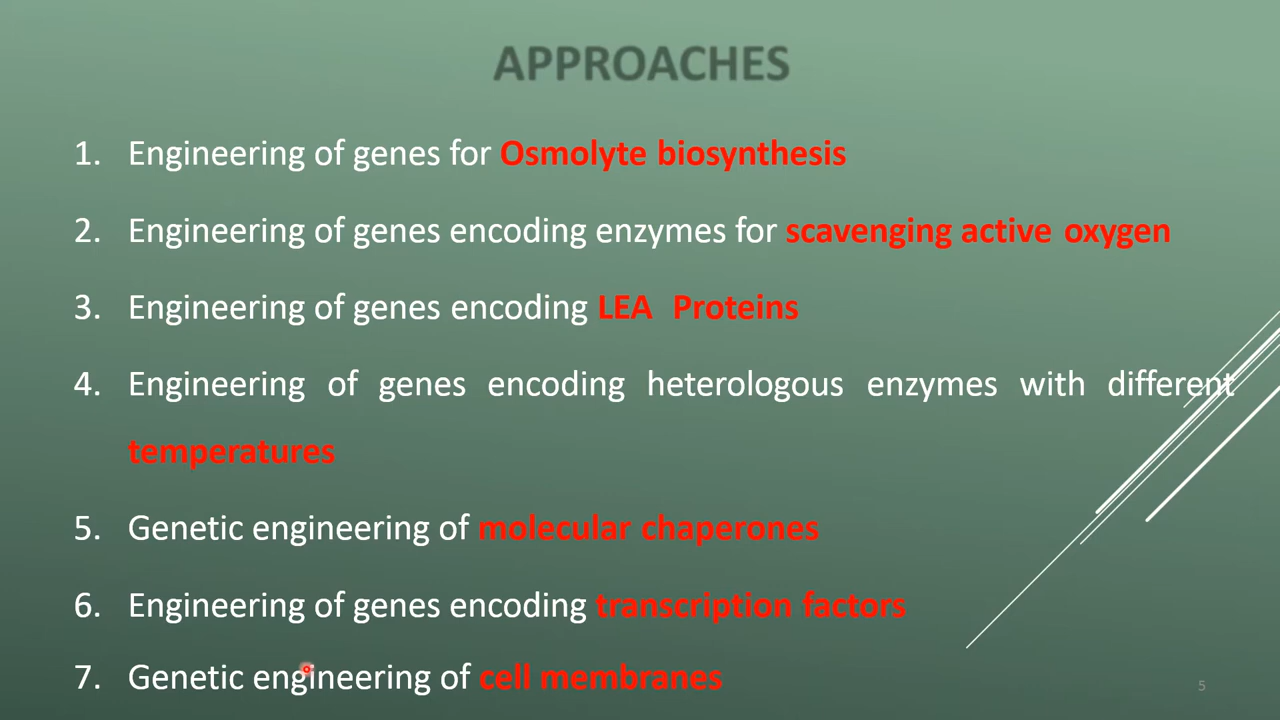 APPROACHES
1. Engineering of genes for Osmolyte biosynthesis
2. Engineering of genes encoding enzymes for scavenging active oxygen
3. Engineering of genes encoding LEA Proteins
4. Engineering of genes encoding heterologous enzymes with different
temperatures
5. Genetic engineering of molecular chaperones
6. Engineering of genes encoding transcription factors
7. Genetic engineering of cell membranes
5